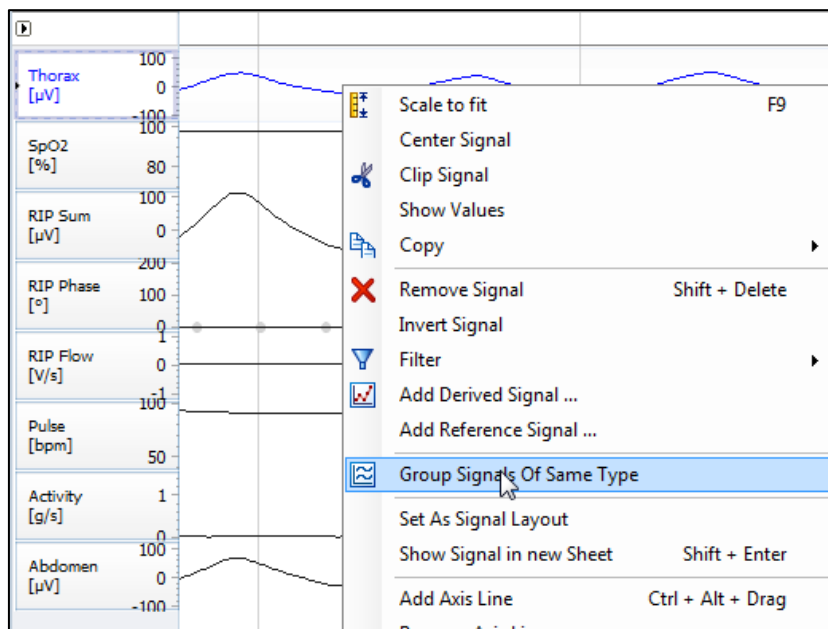 Thorax
[µV]
100
0
-100
SpO2
[%]
100
80
RIP Sum
[µV]
100
0
RIP Phase
[°]
200
100
0
RIP Flow
[V/s]
1
0
-1
Pulse
[bpm]
100
50
Activity
[g/s]
1
0
Abdomen
[µV]
100
0
-100
Scale to fit F9
Center Signal
Clip Signal
Show Values
Copy
Remove Signal Shift + Delete
Invert Signal
Filter
Add Derived Signal ...
Add Reference Signal ...
Group Signals Of Same Type
Set As Signal Layout
Show Signal in new Sheet Shift + Enter
Add Axis Line Ctrl + Alt + Drag